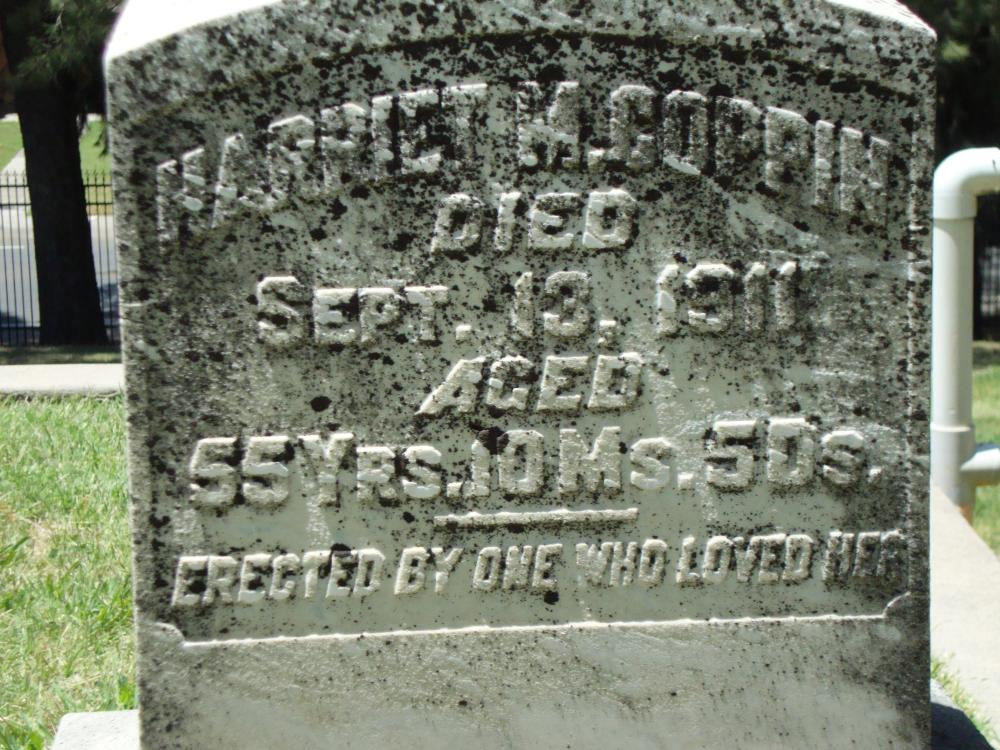 HARRIET M. COPPIN
DIED
SEPT. 13, 1911
AGED
55 YRS. 10 MS. 5 DS.
ERECTED BY ONE WHO LOVED HER